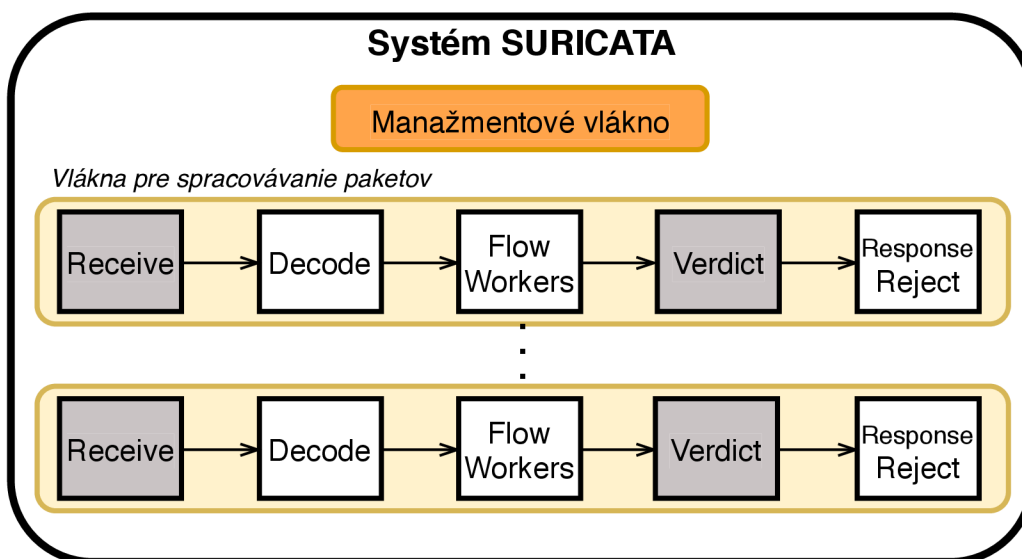 Systém SURICATA
Manažmentové vlákno
Vlákna pre spracovávanie paketov
Receive
Decode
Flow
Workers
Verdict
Response
Reject
Receive
Decode
Flow
Workers
Verdict
Response
Reject